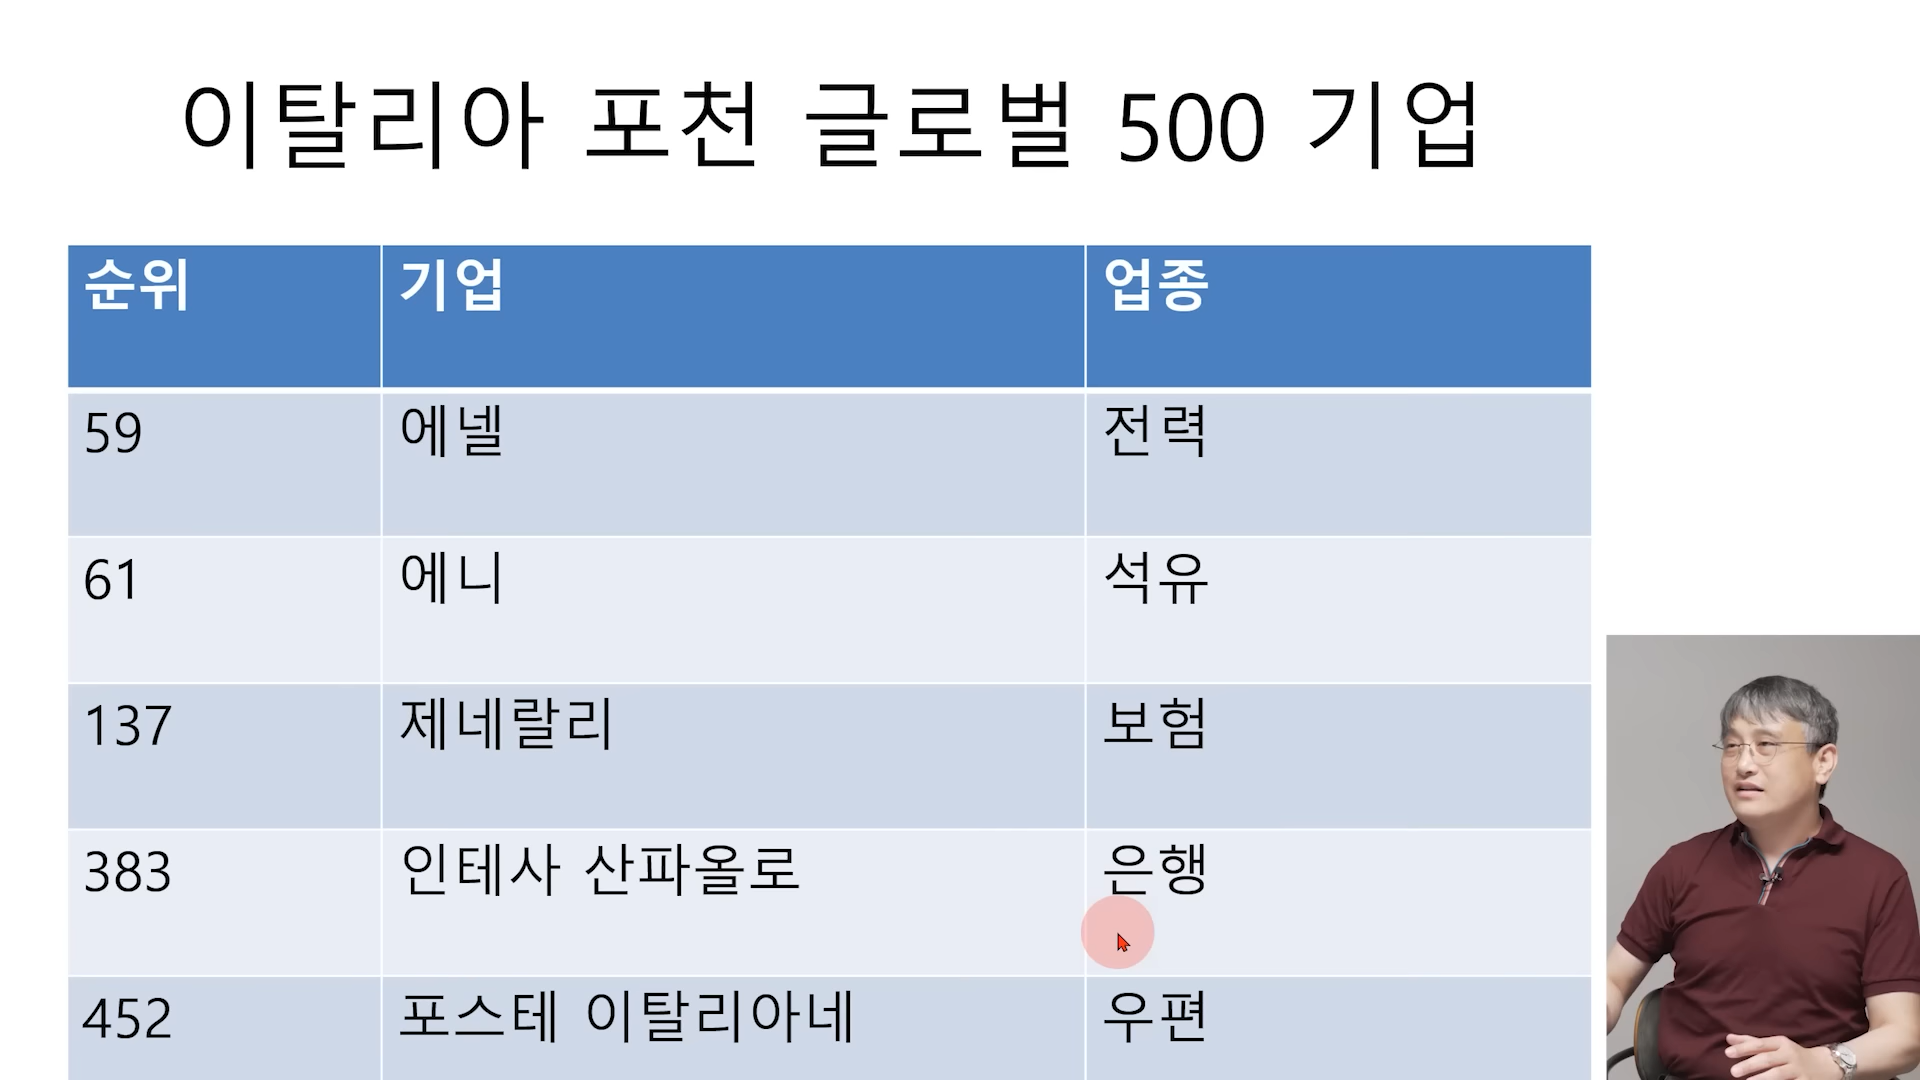 이탈리아 포천 글로벌 500 기업
순위 기업 업종
59 에넬 전력
61 에니 석유
137 제네랄리 보험
383 인테사 산파올로 은행
452 포스테 이탈리아네 우편